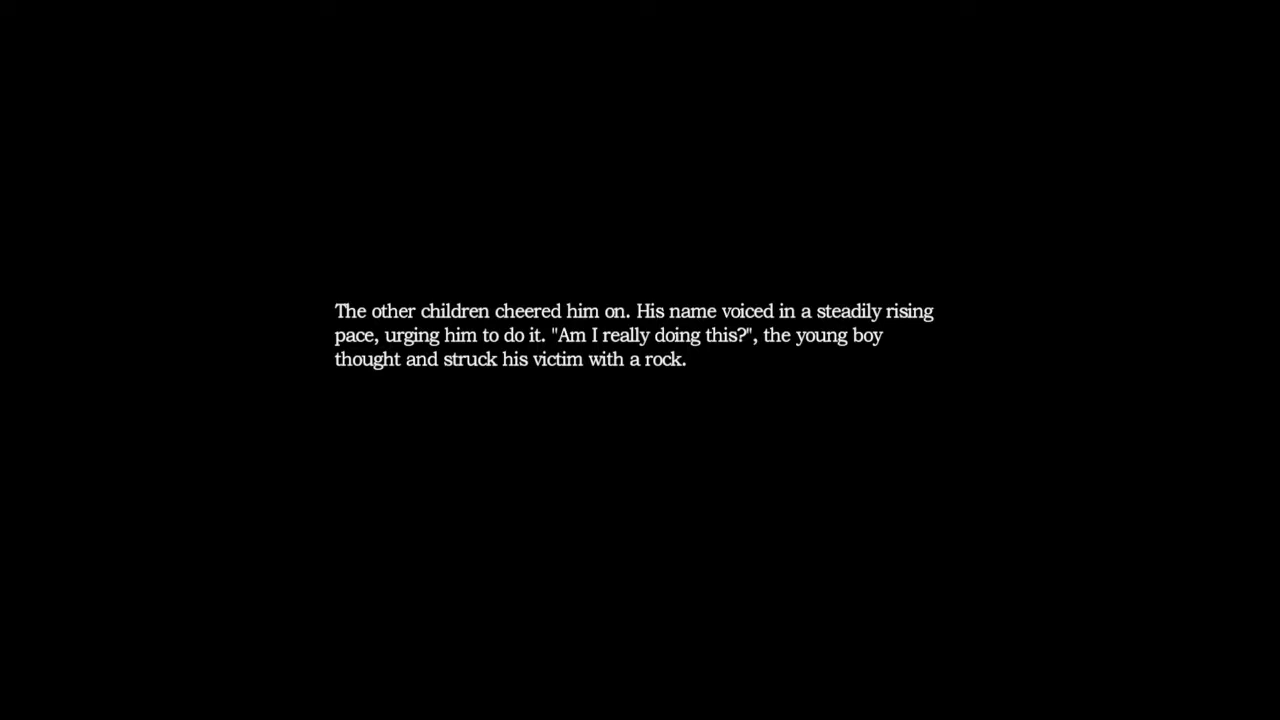 The other children cheered him on. His name voiced in a steadily rising
pace, urging him to do it. "Am I really doing this?", the young boy
thought and struck his victim with a rock.